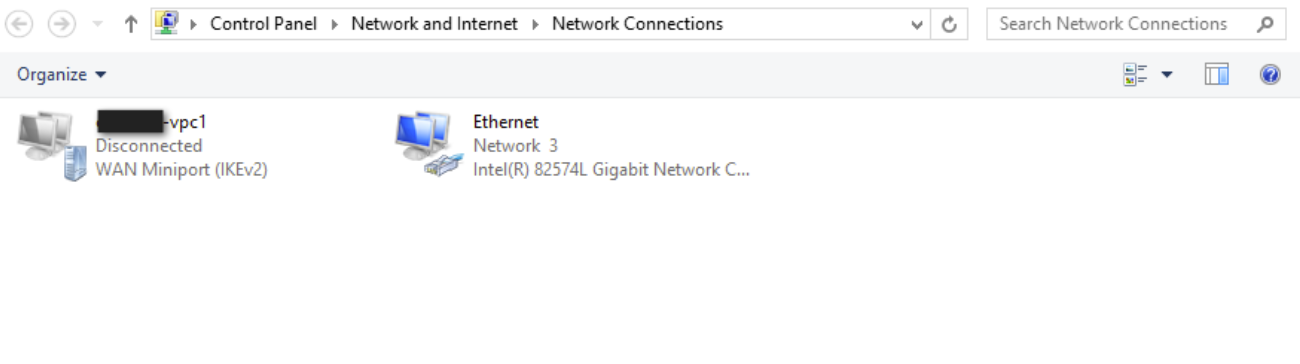 Control Panel Network and Internet Network Connections Search Network Connections
Organize
-vpc1
Disconnected
WAN Miniport (IKEv2)
Ethernet
Network 3
Intel(R) 82574L Gigabit Network C...